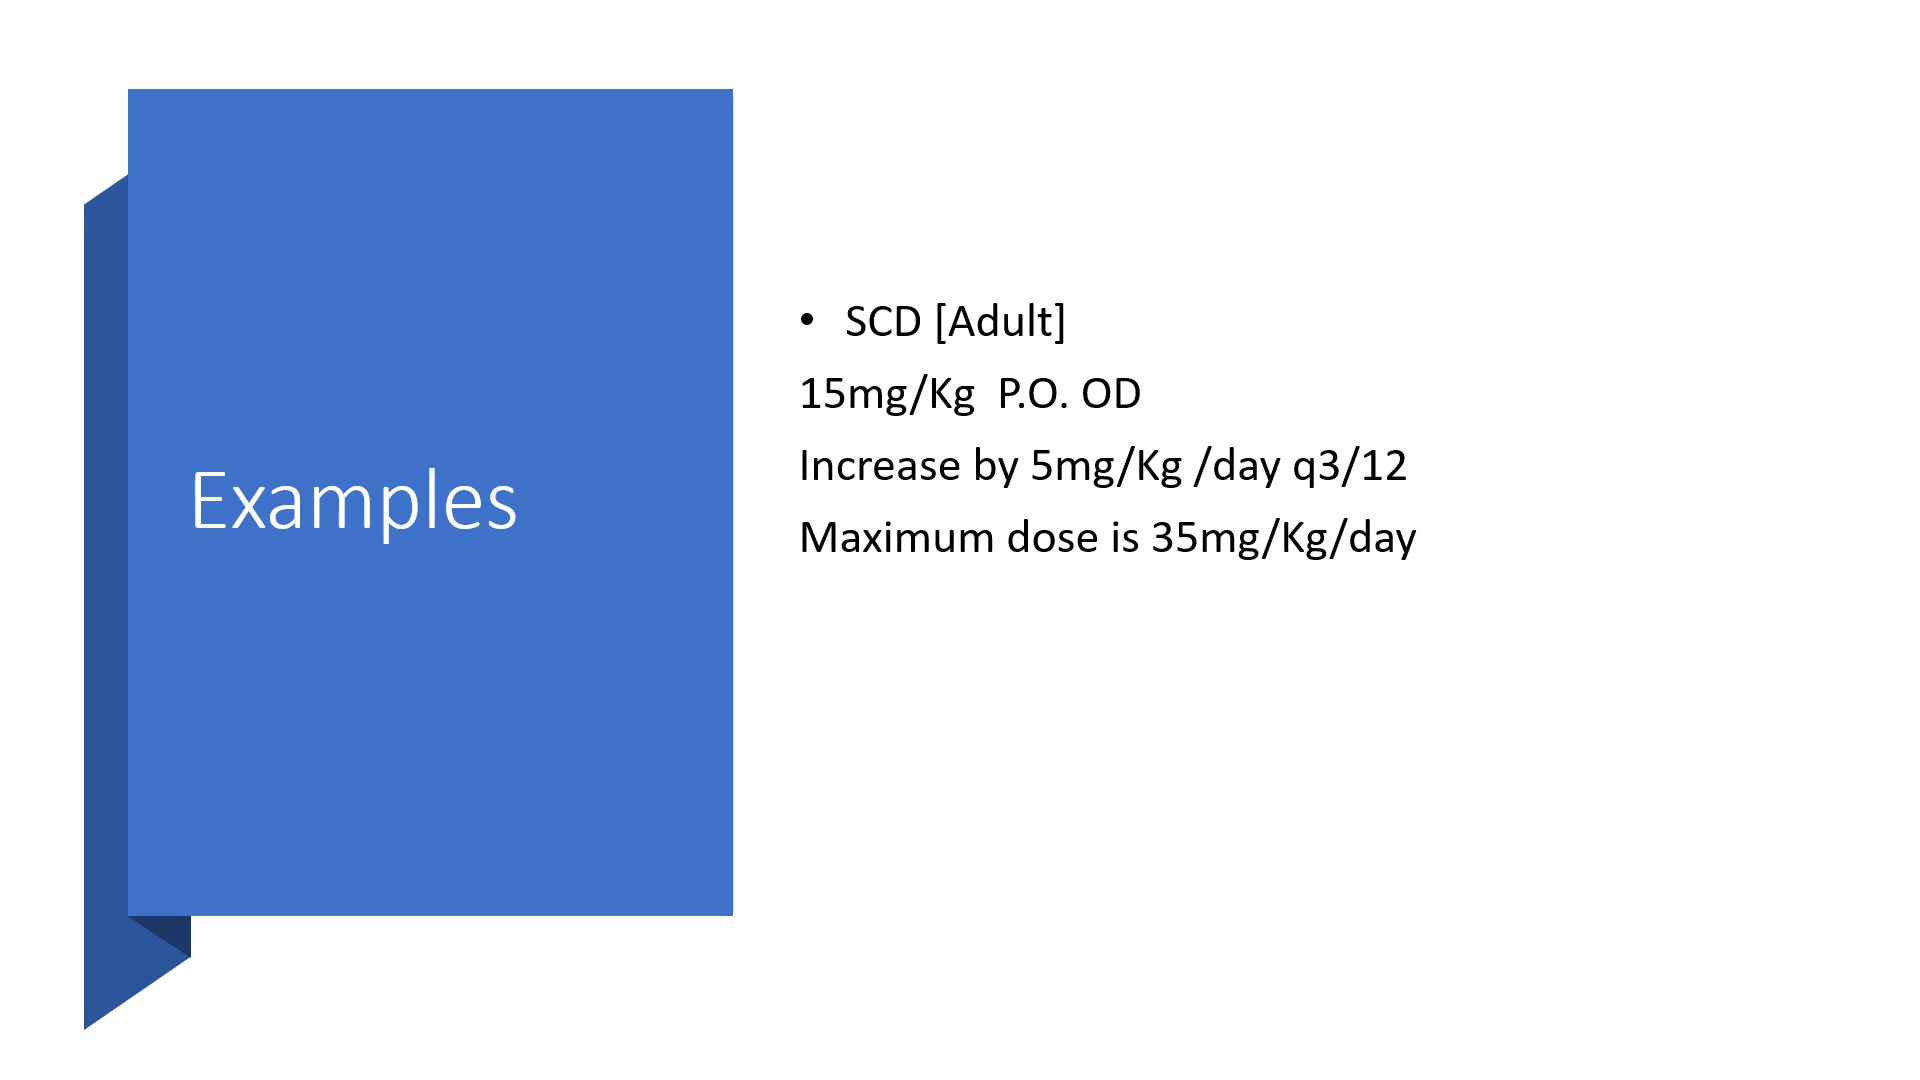 Examples
• SCD [Adult]
15mg/Kg  P.O. OD
Increase by 5mg/Kg /day q3/12
Maximum dose is 35mg/Kg/day